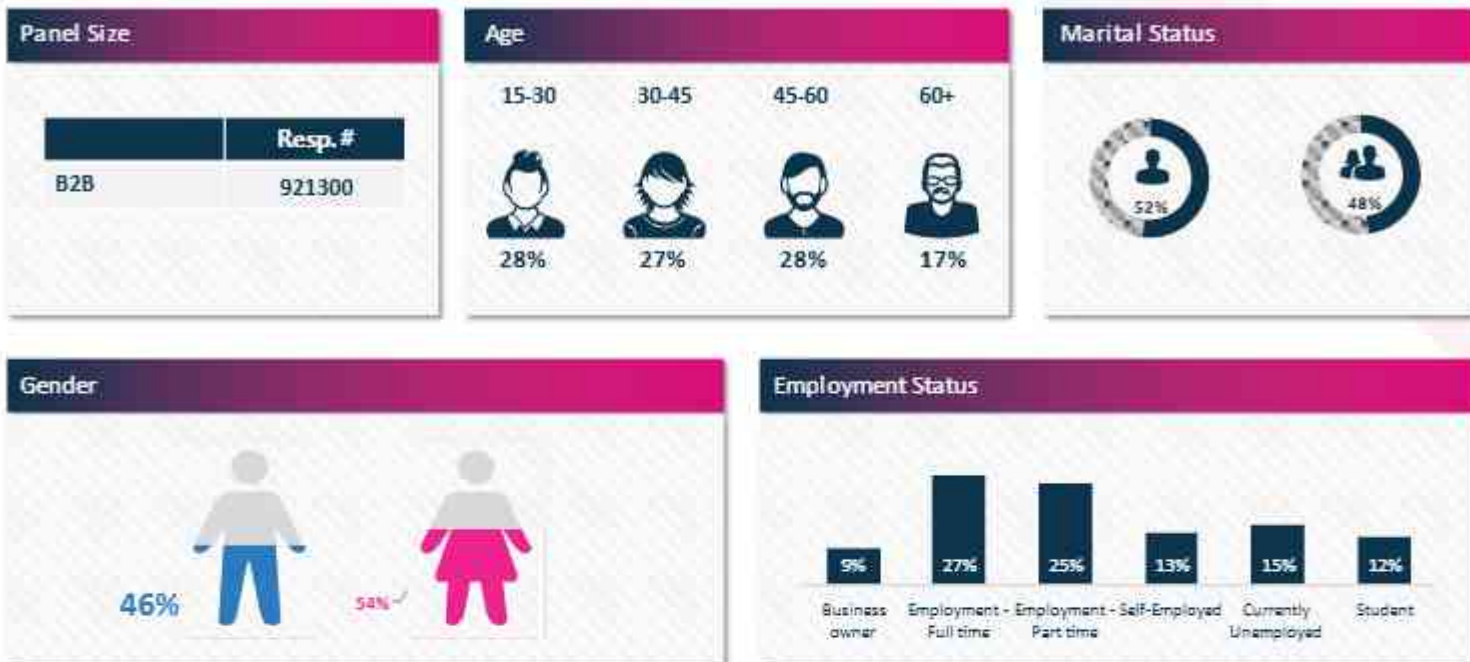 Panel Size
Resp.#
B2B 921300
Age
15-30 30-45 45-60 60+
28% 27% 28% 17%
Marital Status
52% 48%
Gender
46% 54%
Employment Status
9% 27% 25% 13% 15% 12%
Business owner
Employment - Full time
Employment - Part time
Self-Employed
Currently Unemployed
Student